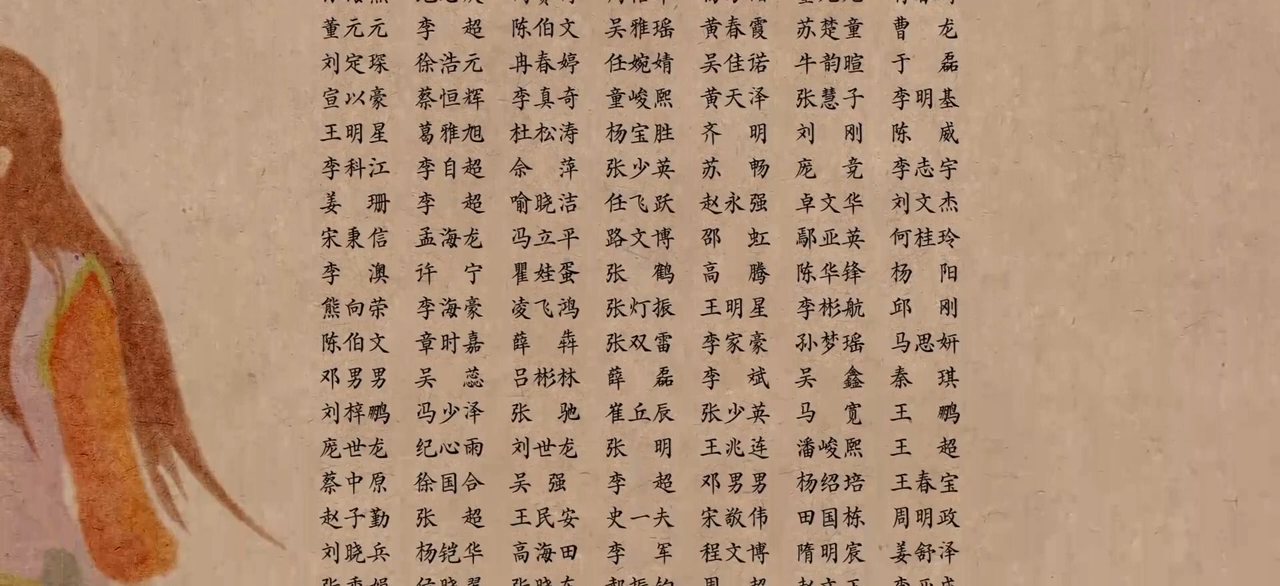 董元元 李超 陈伯文 吴雅瑶 黄春霞 苏楚童 曹龙
刘定琛 徐浩元 冉春婷 任婉婧 吴佳诺 牛韵暄 于磊
宣以豪 蔡恒辉 李真奇 童峻熙 黄天泽 张慧子 李明基
王明星 葛雅旭 杜松涛 杨宝胜 齐明 刘刚 陈威
李科江 李自超 佘萍 张少英 苏畅 庞竞 李志宇
姜珊 李超 喻晓洁 任飞跃 赵永强 卓文华 刘文杰
宋秉信 孟海龙 冯立平 路文博 邵虹 鄢亚英 何桂玲
李澳 许宁 瞿娃蛋 张鹤 高腾 陈华锋 杨阳
熊向荣 李海豪 凌飞鸿 张灯振 王明星 李彬航 邱刚
陈伯文 章时嘉 薛犇 张双雷 李家豪 孙梦瑶 马思妍
邓男男 吴蕊 吕彬林 薛磊 李斌 吴鑫 秦琪
刘梓鹏 冯少泽 张驰 崔丘辰 张少英 马宽 王鹏
庞世龙 纪心雨 刘世龙 张明 王兆连 潘峻熙 王超
蔡中原 徐国合 吴强 李超 邓男男 杨绍培 王春宝
赵子勤 张超 王民安 史一夫 宋敬伟 田国栋 周明政
刘晓兵 杨铠华 高海田 李军 程文博 隋明宸 姜舒泽